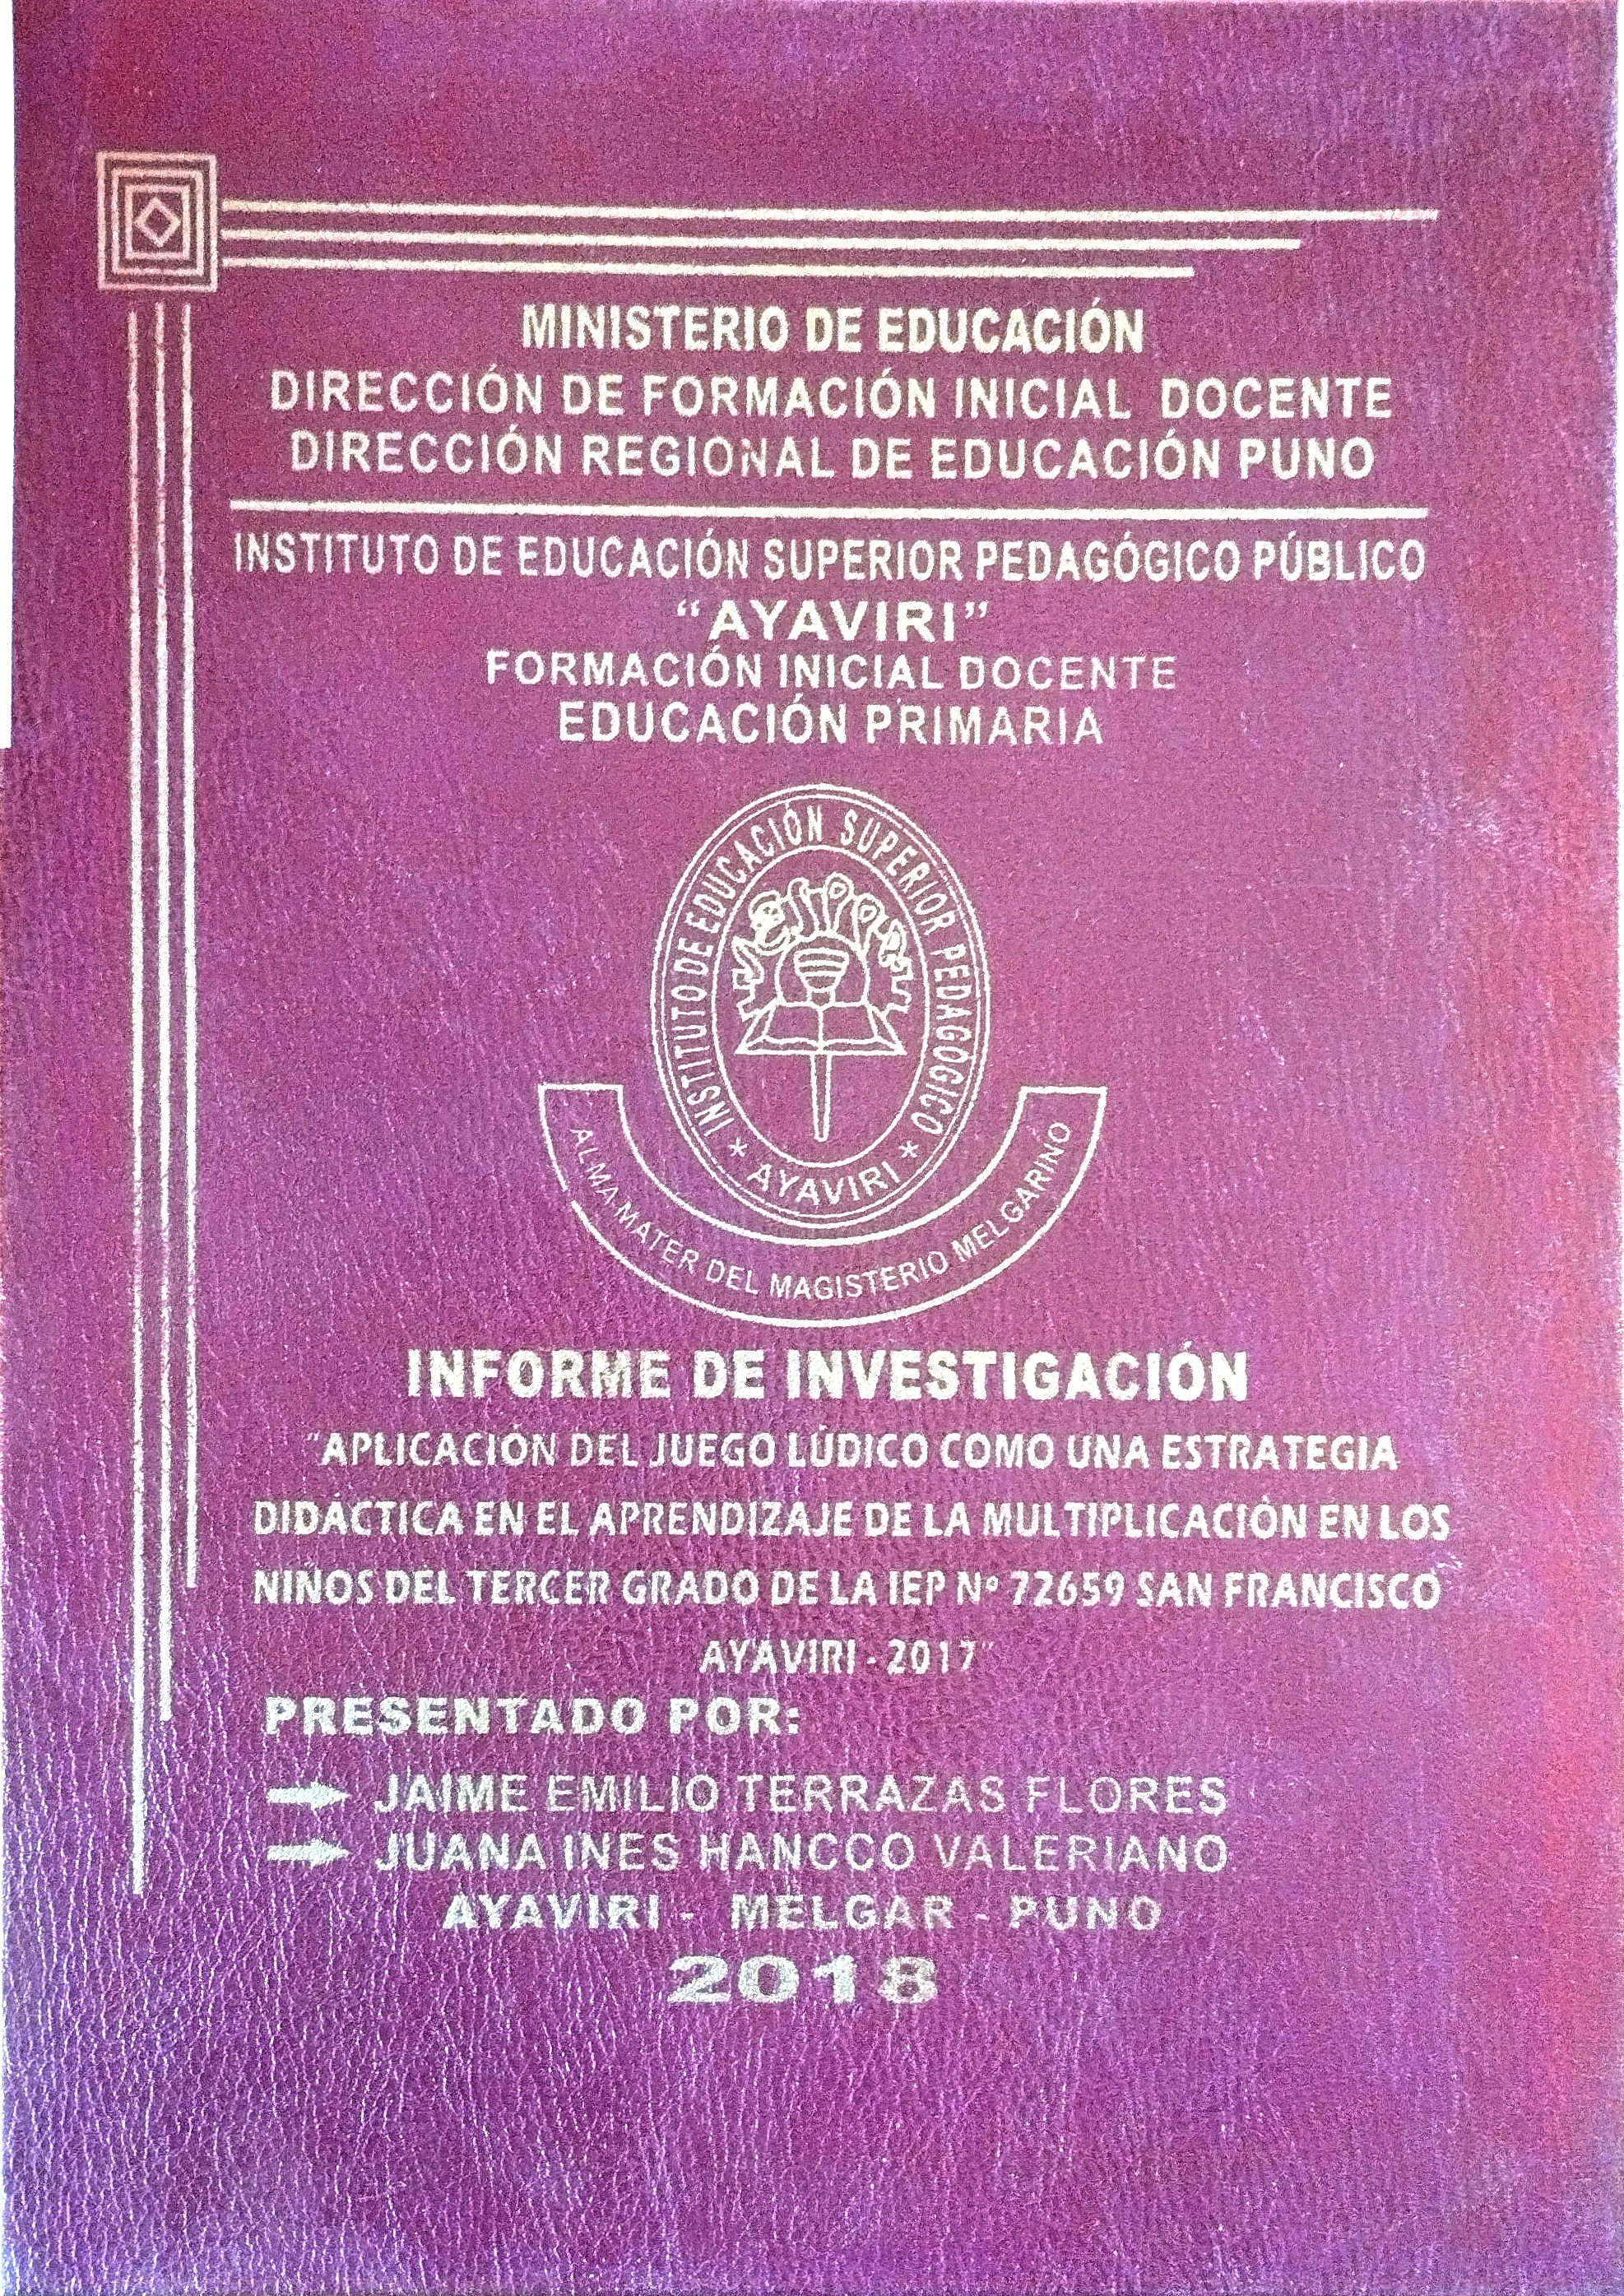 MINISTERIO DE EDUCACIÓN
DIRECCIÓN DE FORMACIÓN INICIAL DOCENTE
DIRECCIÓN REGIONAL DE EDUCACIÓN PUNO
INSTITUTO DE EDUCACIÓN SUPERIOR PEDAGÓGICO PÚBLICO
“AYAVIRI”
FORMACIÓN INICIAL DOCENTE
EDUCACIÓN PRIMARIA
INSTITUTO DE EDUCACIÓN SUPERIOR PEDAGÓGICO
* AYAVIRI *
ALMA MATER DEL MAGISTERIO MELGARINO
INFORME DE INVESTIGACIÓN
"APLICACIÓN DEL JUEGO LÚDICO COMO UNA ESTRATEGIA
DIDÁCTICA EN EL APRENDIZAJE DE LA MULTIPLICACIÓN EN LOS
NIÑOS DEL TERCER GRADO DE LA IEP Nº 72659 SAN FRANCISCO
AYAVIRI - 2017"
PRESENTADO POR:
JAIME EMILIO TERRAZAS FLORES
JUANA INES HANCCO VALERIANO
AYAVIRI - MELGAR - PUNO
2018